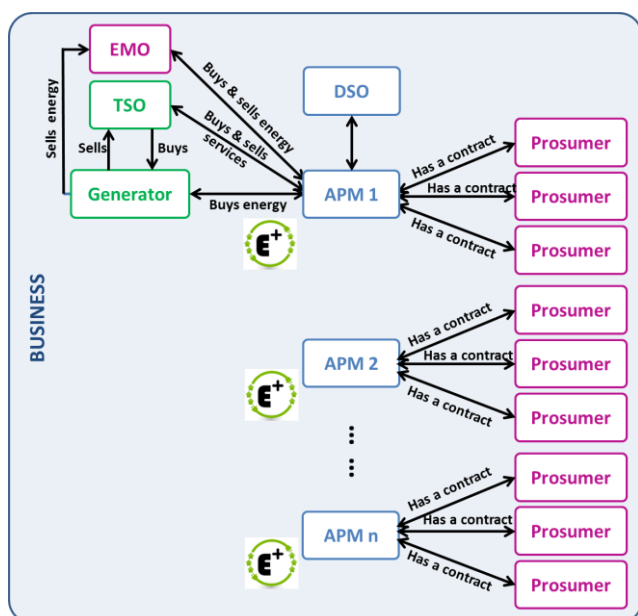 EMO
TSO
Generator
Sells energy
Sells
Buys
Buys & sells energy
Buys & sells
services
Buys energy
DSO
APM 1
Has a contract
Has a contract
Has a contract
Prosumer
Prosumer
Prosumer
E+
BUSINESS
APM 2
Has a contract
Has a contract
Has a contract
Prosumer
Prosumer
Prosumer
E+
APM n
Has a contract
Has a contract
Has a contract
Prosumer
Prosumer
Prosumer
E+